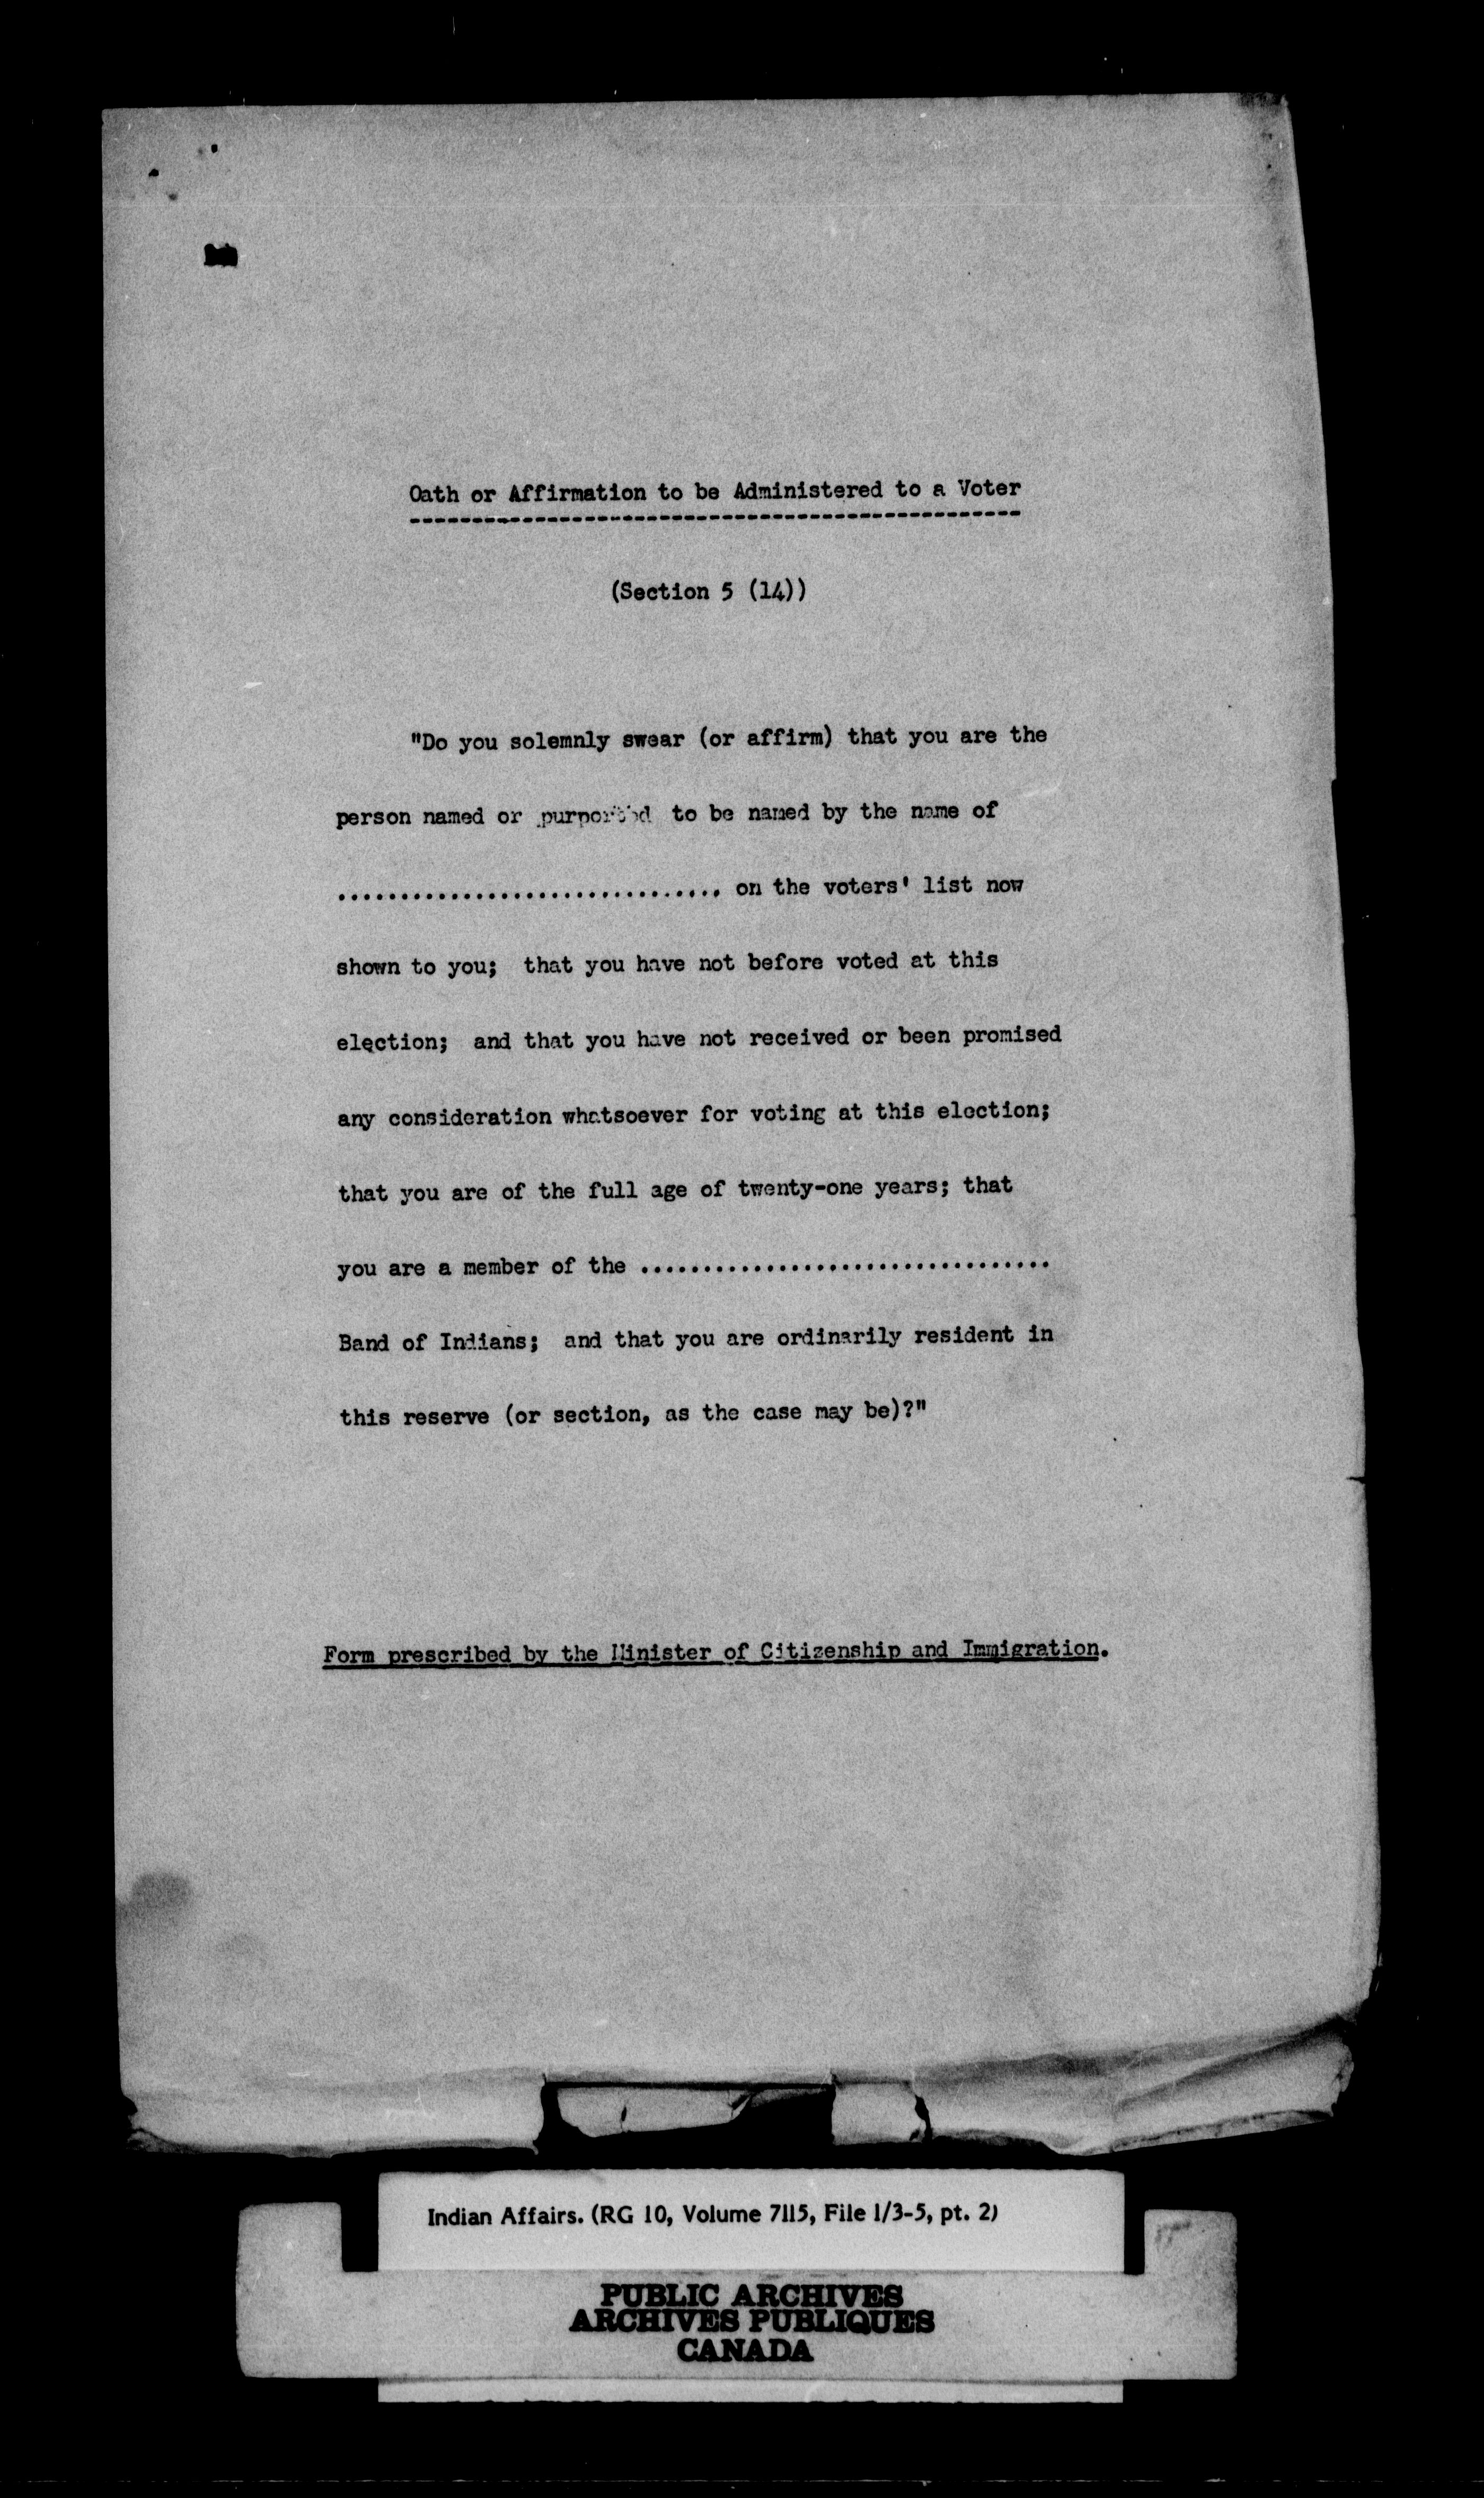 Oath or Affirmation to be Administered to a Voter
(Section 5 (14))
"Do you solemnly swear (or affirm) that you are the
person named or purported to be named by the name of
............................... on the voters' list now
shown to you; that you have not before voted at this
election; and that you have not received or been promised
any consideration whatsoever for voting at this election;
that you are of the full age of twenty-one years; that
you are a member of the .................................
Band of Indians; and that you are ordinarily resident in
this reserve (or section, as the case may be)?"
Form prescribed by the Minister of Citizenship and Immigration.
Indian Affairs. (RG 10, Volume 7115, File 1/3-5, pt. 2)
PUBLIC ARCHIVES
ARCHIVES PUBLIQUES
CANADA